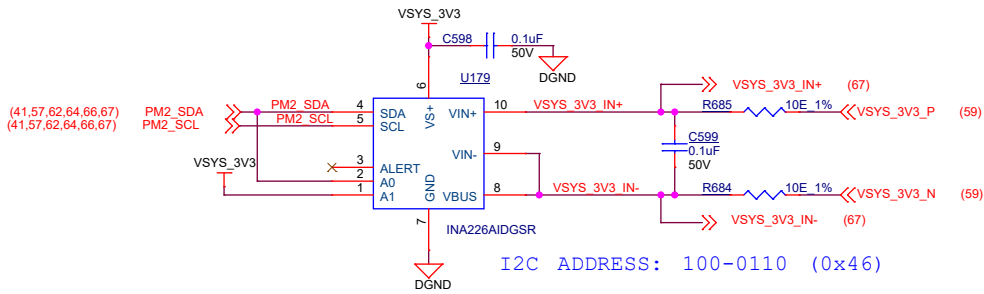 VSYS_3V3
C598
0.1uF
50V
DGND
U179
6
VS+
(41,57,62,64,66,67) PM2_SDA
(41,57,62,64,66,67) PM2_SCL
PM2_SDA
PM2_SCL
4
5
SDA
SCL
VIN+
10
VSYS_3V3_IN+
VSYS_3V3_IN+ (67)
R685
10E_1%
VSYS_3V3_P (59)
C599
0.1uF
50V
VIN-
9
VSYS_3V3
3
2
1
ALERT
A0
A1
GND
7
VBUS
8
VSYS_3V3_IN-
R684
10E_1%
VSYS_3V3_N (59)
VSYS_3V3_IN- (67)
INA226AIDGSR
DGND
I2C ADDRESS: 100-0110 (0x46)